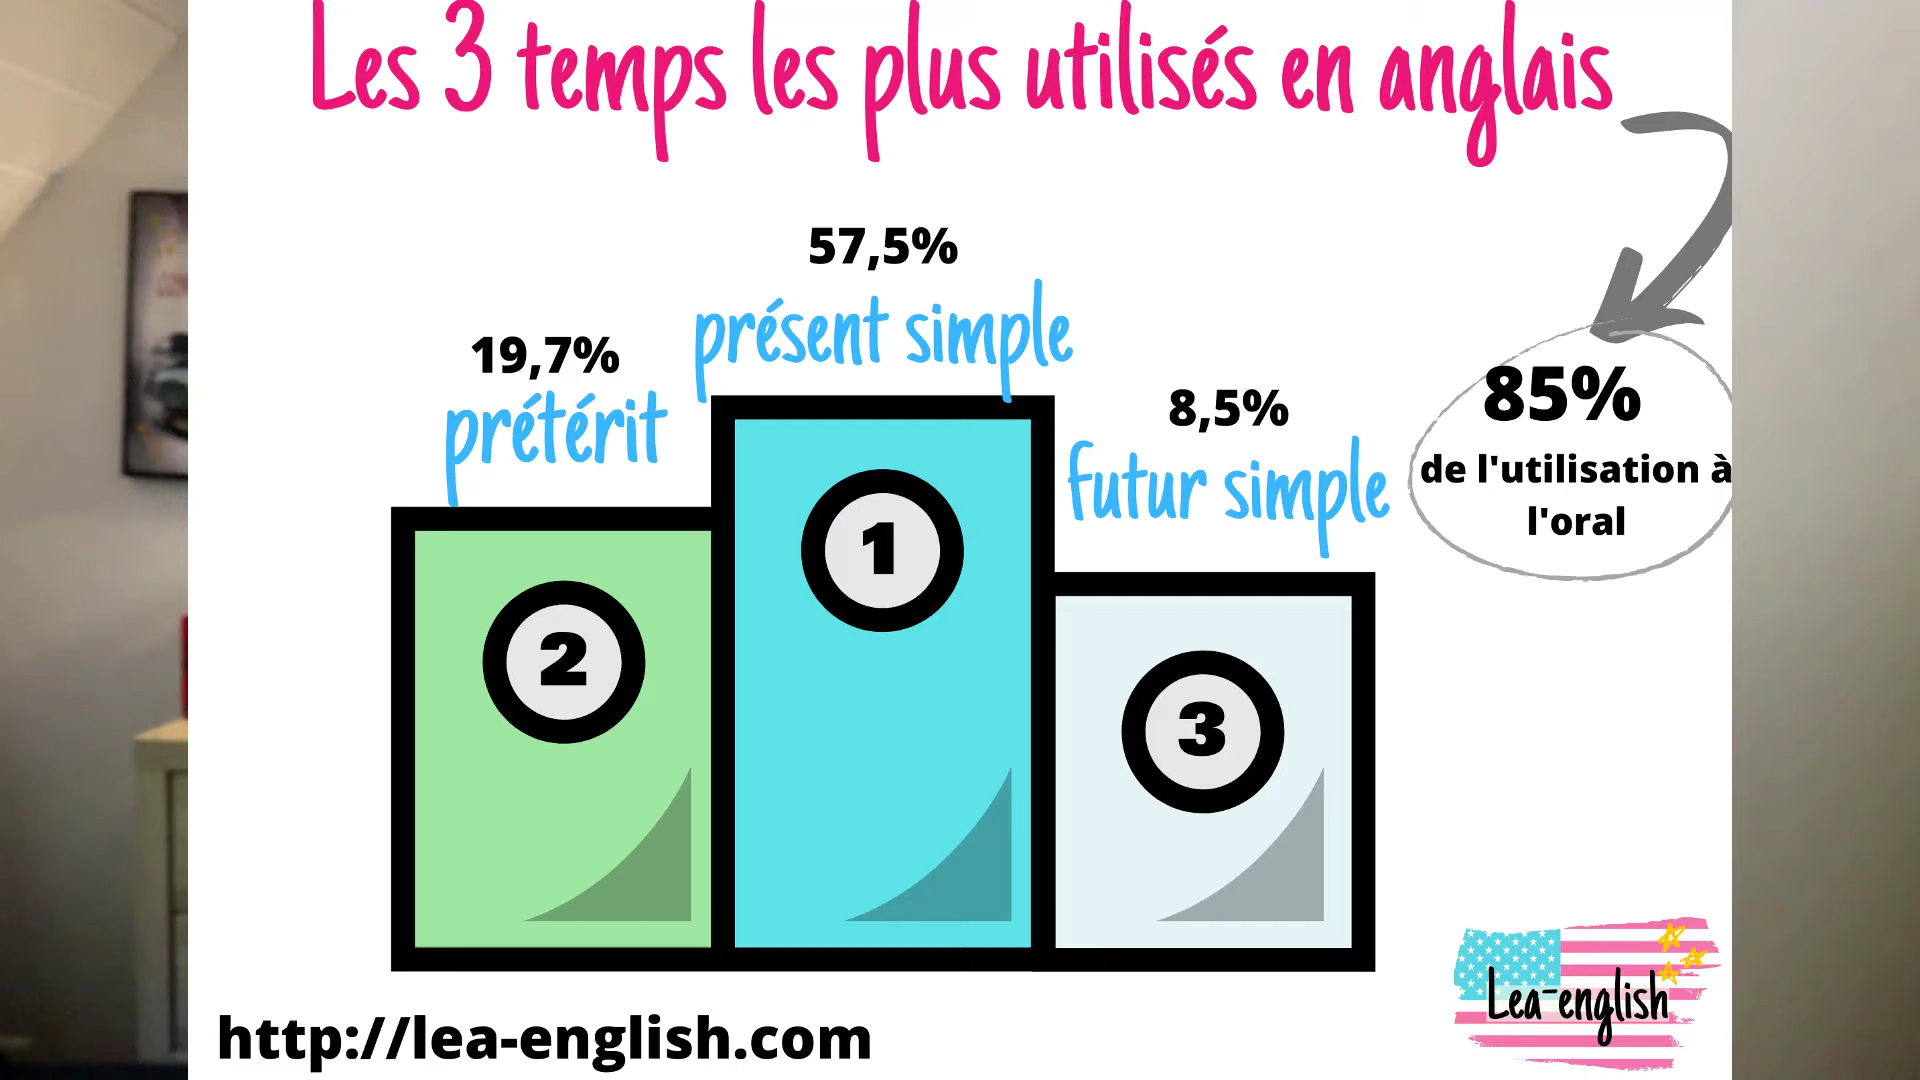 Les 3 temps les plus utilisés en anglais
57,5%
présent simple
19,7%
prétérit
8,5%
futur simple
85%
de l'utilisation à
l'oral
1
2
3
Lea-english
http://lea-english.com